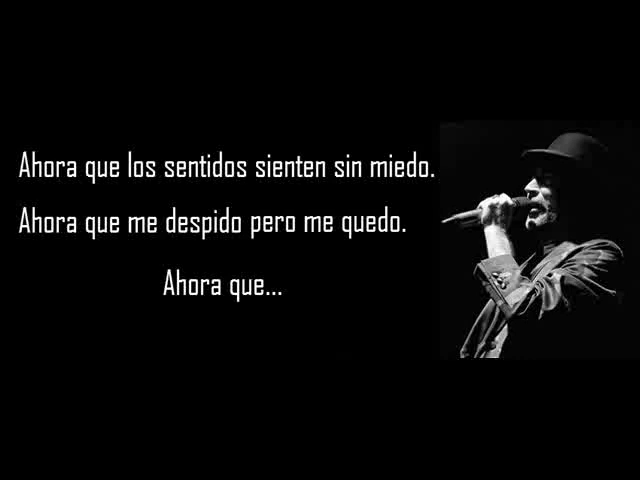 Ahora que los sentidos sienten sin miedo.
Ahora que me despido pero me quedo.
Ahora que...